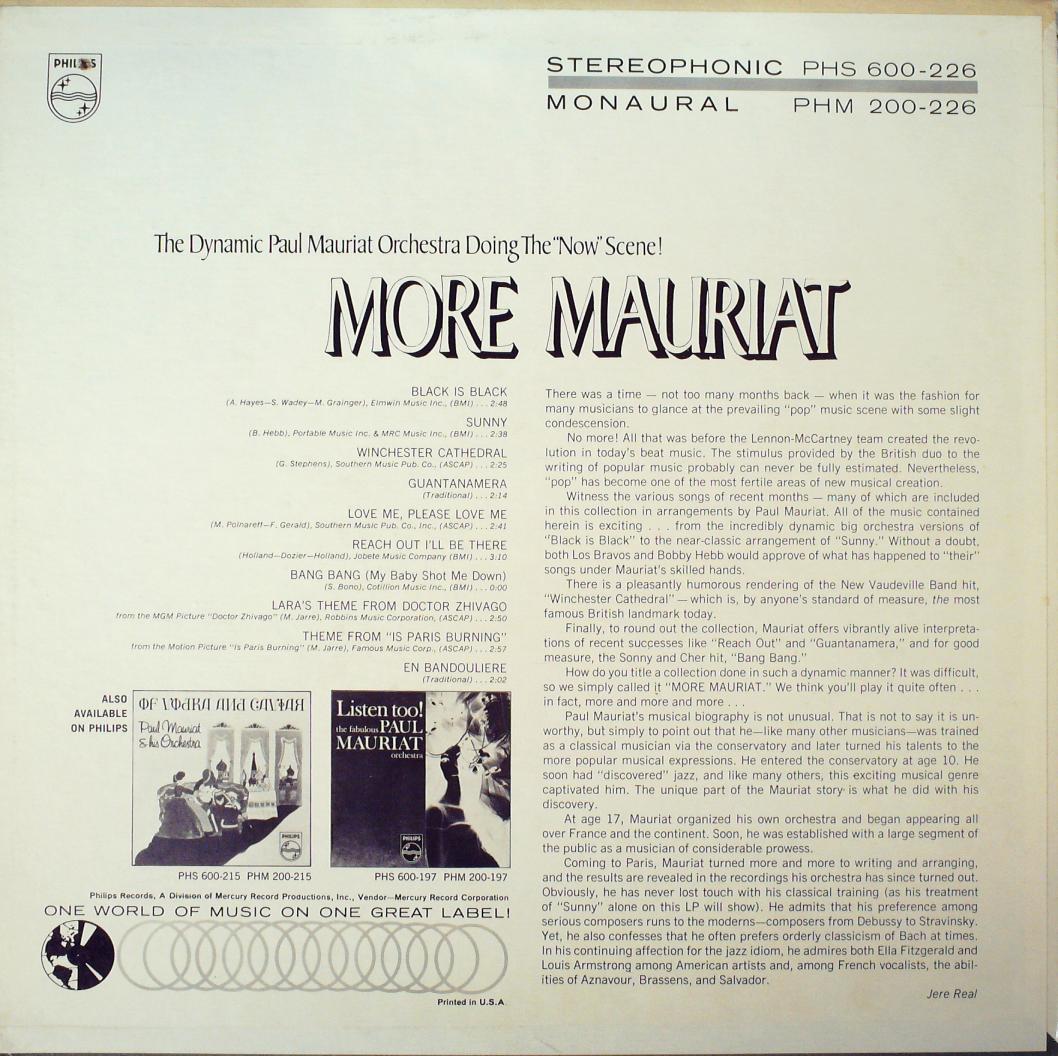 PHILIPS
STEREOPHONIC PHS 600-226
MONAURAL PHM 200-226
The Dynamic Paul Mauriat Orchestra Doing The "Now" Scene!
MORE MAURIAT
BLACK IS BLACK
(A. Hayes—S. Wadey—M. Grainger), Elmwin Music Inc., (BMI) . . . 2:48
SUNNY
(B. Hebb), Portable Music Inc. & MRC Music Inc., (BMI) . . . 2:38
WINCHESTER CATHEDRAL
(G. Stephens), Southern Music Pub. Co., (ASCAP) . . . 2:25
GUANTANAMERA
(Traditional) . . . 2:14
LOVE ME, PLEASE LOVE ME
(M. Polnareff—F. Gerald), Southern Music Pub. Co., Inc., (ASCAP) . . . 2:41
REACH OUT I'LL BE THERE
(Holland—Dozier—Holland), Jobete Music Company (BMI) . . . 3:10
BANG BANG (My Baby Shot Me Down)
(S. Bono), Cotillion Music Inc., (BMI) . . . 0:00
LARA'S THEME FROM DOCTOR ZHIVAGO
from the MGM Picture "Doctor Zhivago" (M. Jarre), Robbins Music Corporation, (ASCAP) . . . 2:50
THEME FROM "IS PARIS BURNING"
from the Motion Picture "Is Paris Burning" (M. Jarre), Famous Music Corp., (ASCAP) . . . 2:57
EN BANDOULIERE
(Traditional) . . . 2:02
ALSO
AVAILABLE
ON PHILIPS
OF VODKA AND CAVIAR
Paul Mauriat
& his Orchestra
PHILIPS
PHS 600-215 PHM 200-215
Listen too!
the fabulous PAUL
MAURIAT
orchestra
PHILIPS
PHS 600-197 PHM 200-197
Philips Records, A Division of Mercury Record Productions, Inc., Vendor—Mercury Record Corporation
ONE WORLD OF MUSIC ON ONE GREAT LABEL!
Printed in U.S.A.
There was a time — not too many months back — when it was the fashion for
many musicians to glance at the prevailing "pop" music scene with some slight
condescension.
No more! All that was before the Lennon-McCartney team created the revo-
lution in today's beat music. The stimulus provided by the British duo to the
writing of popular music probably can never be fully estimated. Nevertheless,
"pop" has become one of the most fertile areas of new musical creation.
Witness the various songs of recent months — many of which are included
in this collection in arrangements by Paul Mauriat. All of the music contained
herein is exciting . . . from the incredibly dynamic big orchestra versions of
"Black is Black" to the near-classic arrangement of "Sunny." Without a doubt,
both Los Bravos and Bobby Hebb would approve of what has happened to "their"
songs under Mauriat's skilled hands.
There is a pleasantly humorous rendering of the New Vaudeville Band hit,
"Winchester Cathedral" — which is, by anyone's standard of measure, the most
famous British landmark today.
Finally, to round out the collection, Mauriat offers vibrantly alive interpreta-
tions of recent successes like "Reach Out" and "Guantanamera," and for good
measure, the Sonny and Cher hit, "Bang Bang."
How do you title a collection done in such a dynamic manner? It was difficult,
so we simply called it "MORE MAURIAT." We think you'll play it quite often . . .
in fact, more and more and more . . .
Paul Mauriat's musical biography is not unusual. That is not to say it is un-
worthy, but simply to point out that he—like many other musicians—was trained
as a classical musician via the conservatory and later turned his talents to the
more popular musical expressions. He entered the conservatory at age 10. He
soon had "discovered" jazz, and like many others, this exciting musical genre
captivated him. The unique part of the Mauriat story is what he did with his
discovery.
At age 17, Mauriat organized his own orchestra and began appearing all
over France and the continent. Soon, he was established with a large segment of
the public as a musician of considerable prowess.
Coming to Paris, Mauriat turned more and more to writing and arranging,
and the results are revealed in the recordings his orchestra has since turned out.
Obviously, he has never lost touch with his classical training (as his treatment
of "Sunny" alone on this LP will show). He admits that his preference among
serious composers runs to the moderns—composers from Debussy to Stravinsky.
Yet, he also confesses that he often prefers orderly classicism of Bach at times.
In his continuing affection for the jazz idiom, he admires both Ella Fitzgerald and
Louis Armstrong among American artists and, among French vocalists, the abil-
ities of Aznavour, Brassens, and Salvador.
Jere Real